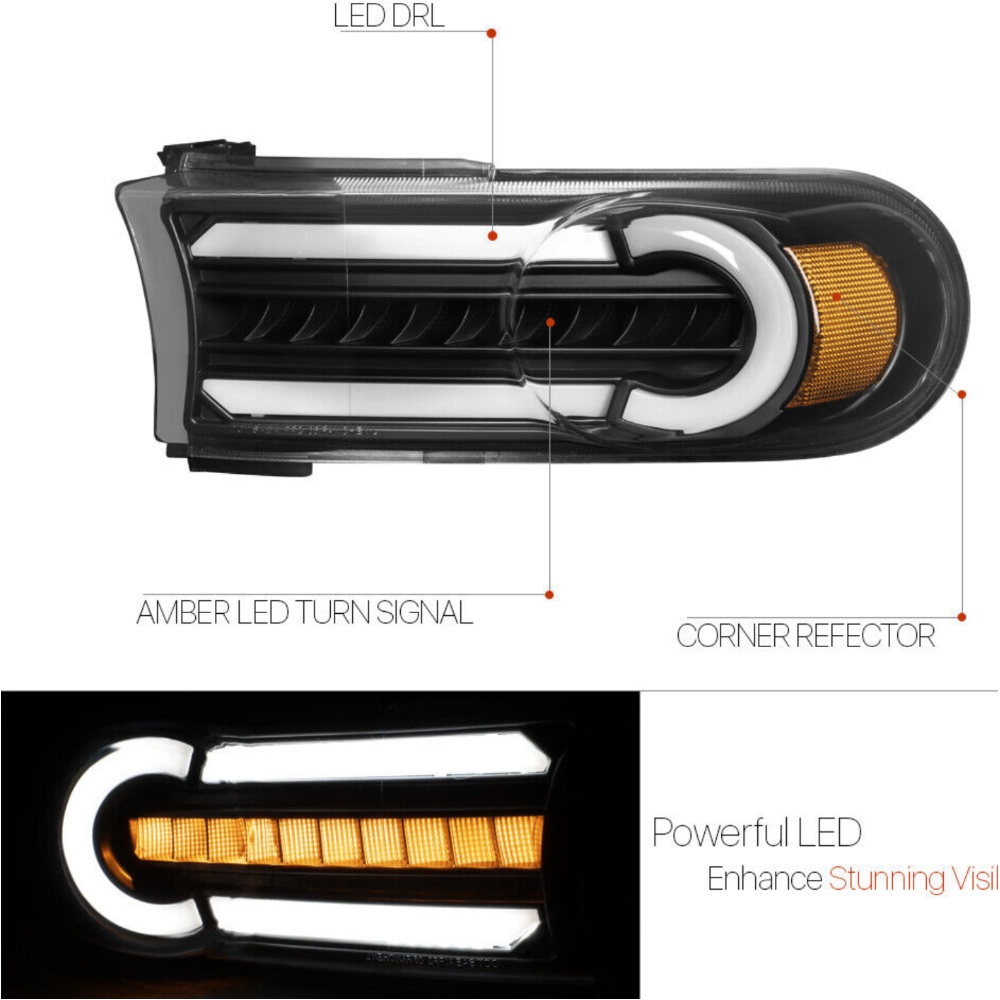 LED DRL
AMBER LED TURN SIGNAL
CORNER REFECTOR
Powerful LED
Enhance Stunning Visil